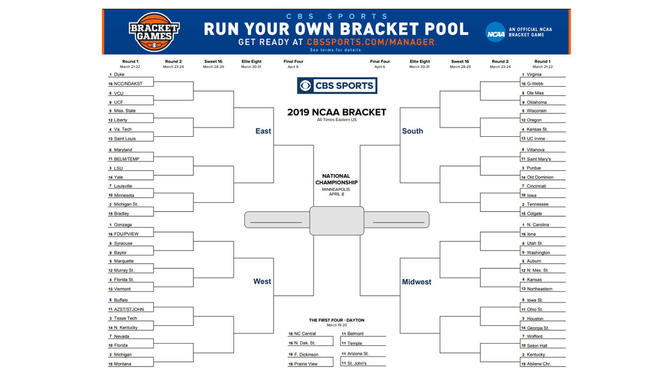 CBS SPORTS
BRACKET GAMES
RUN YOUR OWN BRACKET POOL
GET READY AT CBSSPORTS.COM/MANAGER
See terms for details.
NCAA
AN OFFICIAL NCAA
BRACKET GAME
Round 1 Round 2 Sweet 16 Elite Eight Final Four Final Four Elite Eight Sweet 16 Round 2 Round 1
March 21-22 March 23-24 March 28-29 March 30-31 April 6 April 6 March 30-31 March 28-29 March 23-24 March 21-22
CBS SPORTS
2019 NCAA BRACKET
All Times Eastern US
East
1 Duke
16 NCC/NDAKST
8 VCU
9 UCF
5 Miss. State
12 Liberty
4 Va. Tech
13 Saint Louis
6 Maryland
11 BELM/TEMP
3 LSU
14 Yale
7 Louisville
10 Minnesota
2 Michigan St.
15 Bradley
West
1 Gonzaga
16 FDU/PVIEW
8 Syracuse
9 Baylor
5 Marquette
12 Murray St.
4 Florida St.
13 Vermont
6 Buffalo
11 AZST/STJOHN
3 Texas Tech
14 N. Kentucky
7 Nevada
10 Florida
2 Michigan
15 Montana
NATIONAL
CHAMPIONSHIP
MINNEAPOLIS,
APRIL 8
South
1 Virginia
16 G-Webb
8 Ole Miss
9 Oklahoma
5 Wisconsin
12 Oregon
4 Kansas St.
13 UC Irvine
6 Villanova
11 Saint Mary's
3 Purdue
14 Old Dominion
7 Cincinnati
10 Iowa
2 Tennessee
15 Colgate
Midwest
1 N. Carolina
16 Iona
8 Utah St.
9 Washington
5 Auburn
12 N. Mex. St.
4 Kansas
13 Northeastern
6 Iowa St.
11 Ohio St.
3 Houston
14 Georgia St.
7 Wofford
10 Seton Hall
2 Kentucky
15 Abilene Chr.
THE FIRST FOUR - DAYTON
March 19-20
16 NC Central
16 N. Dak. St.
11 Belmont
11 Temple
16 F. Dickinson
16 Prairie View
11 Arizona St.
11 St. John's